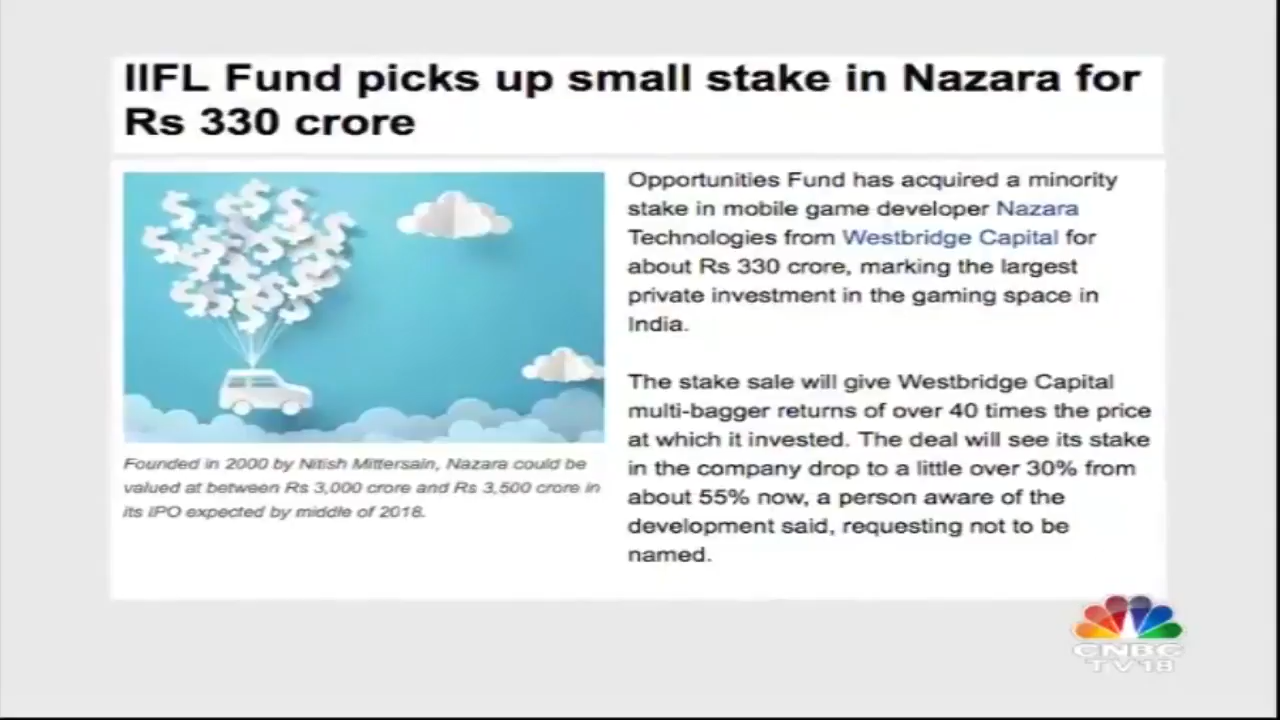 IIFL Fund picks up small stake in Nazara for
Rs 330 crore
Opportunities Fund has acquired a minority
stake in mobile game developer Nazara
Technologies from Westbridge Capital for
about Rs 330 crore, marking the largest
private investment in the gaming space in
India.
The stake sale will give Westbridge Capital
multi-bagger returns of over 40 times the price
at which it invested. The deal will see its stake
in the company drop to a little over 30% from
about 55% now, a person aware of the
development said, requesting not to be
named.
Founded in 2000 by Nitish Mittersain, Nazara could be
valued at between Rs 3,000 crore and Rs 3,500 crore in
its IPO expected by middle of 2018.
CNBC
TV18